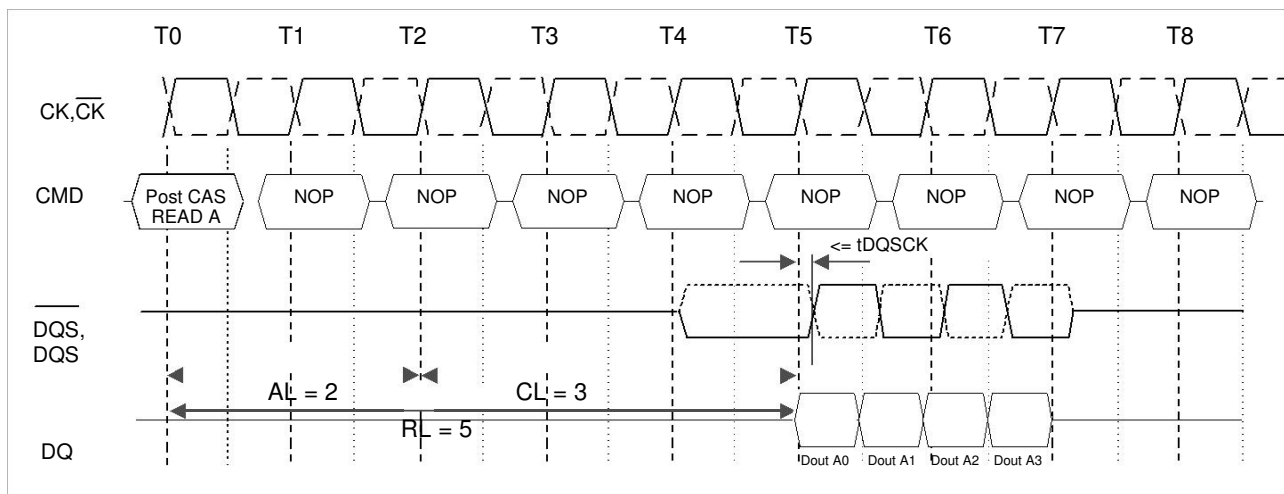 T0 T1 T2 T3 T4 T5 T6 T7 T8
CK,C̅K̅
CMD
Post CAS
READ A
NOP NOP NOP NOP NOP NOP NOP NOP
<= tDQSCK
D̅Q̅S̅,
DQS
AL = 2 CL = 3
RL = 5
DQ
Dout A0 Dout A1 Dout A2 Dout A3